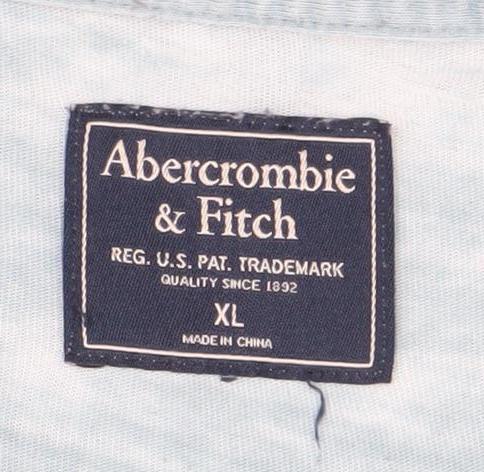 Abercrombie
& Fitch
REG. U.S. PAT. TRADEMARK
QUALITY SINCE 1892
XL
MADE IN CHINA